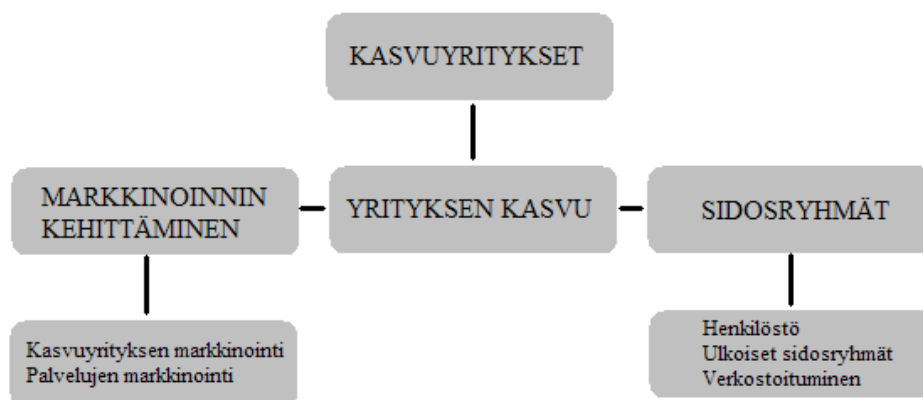 KASVUYRITYKSET
MARKKINOINNIN
KEHITTÄMINEN
YRITYKSEN KASVU
SIDOSRYHMÄT
Kasvuyrityksen markkinointi
Palvelujen markkinointi
Henkilöstö
Ulkoiset sidosryhmät
Verkostoituminen